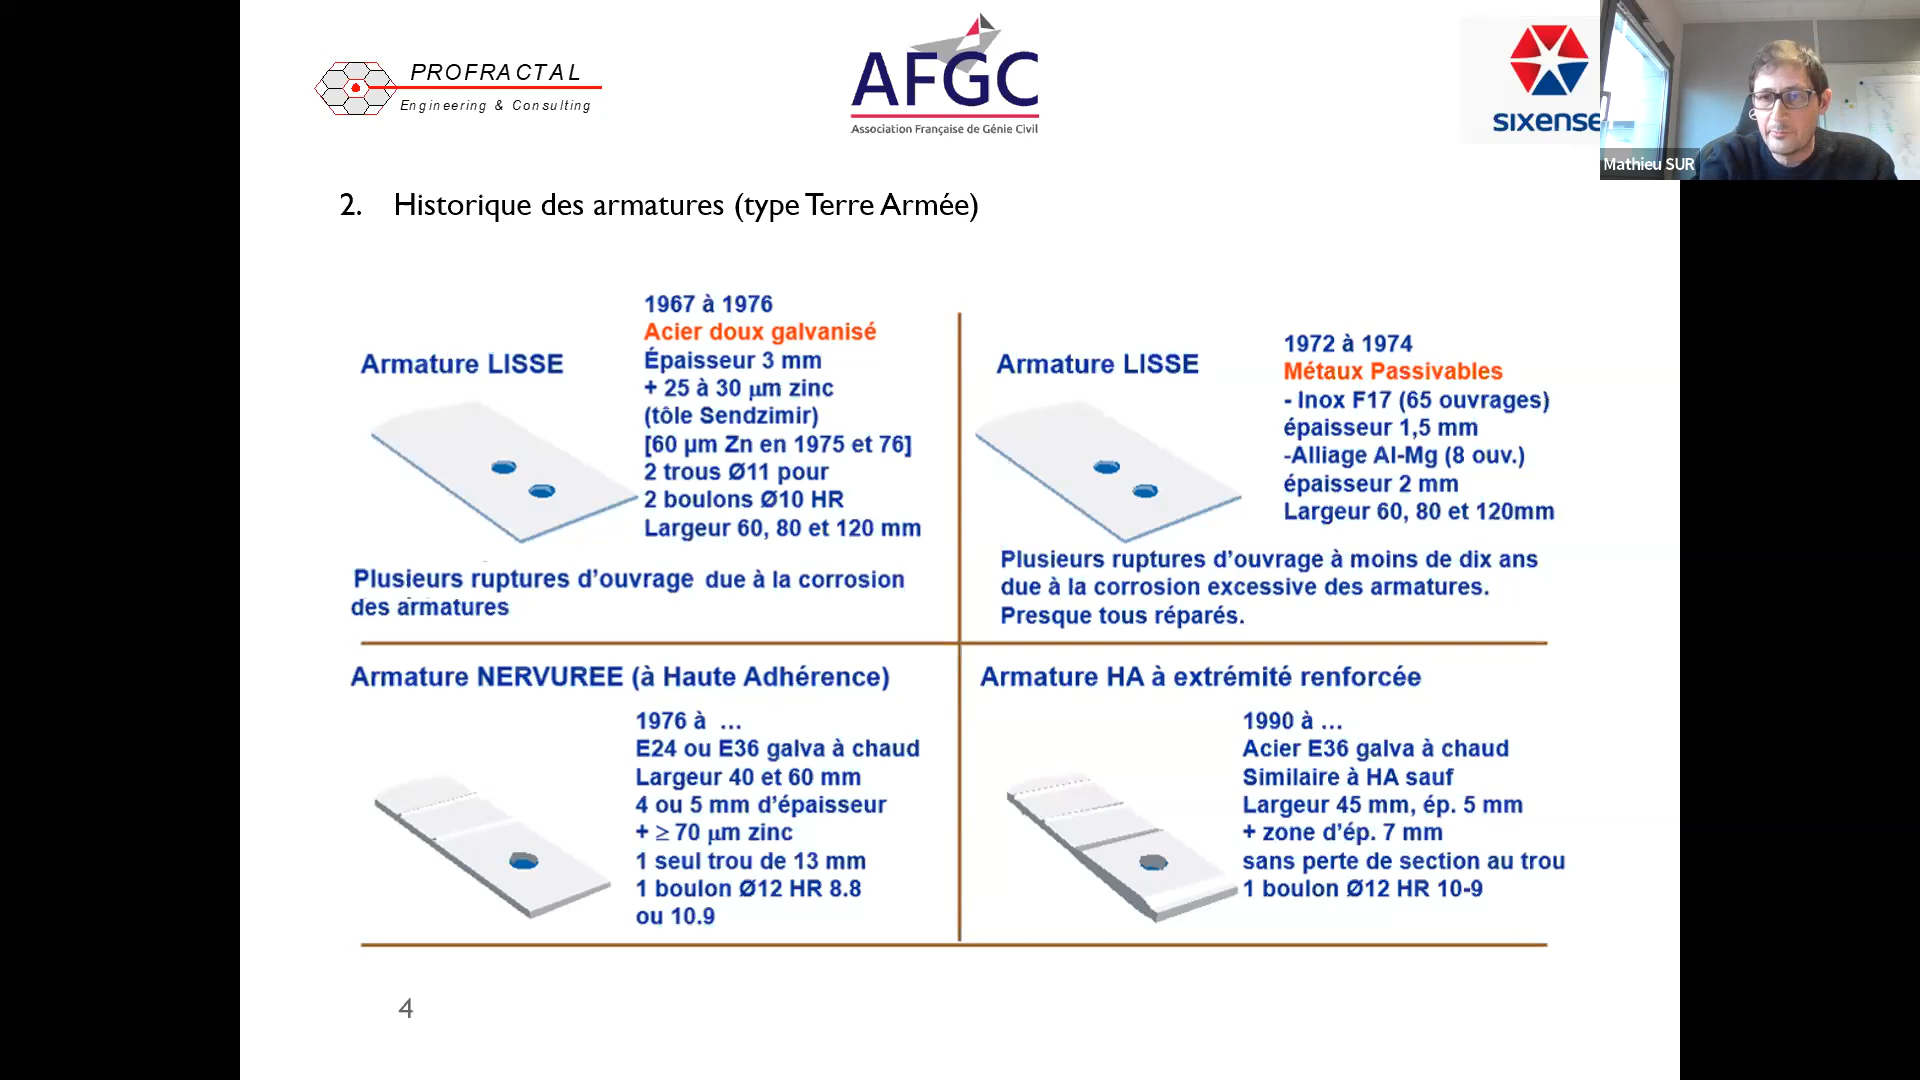 PROFRACTAL
Engineering & Consulting
AFGC
Association Française de Génie Civil
sixense
Mathieu SUR
2. Historique des armatures (type Terre Armée)
Armature LISSE
1967 à 1976
Acier doux galvanisé
Épaisseur 3 mm
+ 25 à 30 µm zinc
(tôle Sendzimir)
[60 µm Zn en 1975 et 76]
2 trous Ø11 pour
2 boulons Ø10 HR
Largeur 60, 80 et 120 mm
Plusieurs ruptures d'ouvrage due à la corrosion
des armatures
Armature LISSE
1972 à 1974
Métaux Passivables
- Inox F17 (65 ouvrages)
épaisseur 1,5 mm
-Alliage Al-Mg (8 ouv.)
épaisseur 2 mm
Largeur 60, 80 et 120mm
Plusieurs ruptures d'ouvrage à moins de dix ans
due à la corrosion excessive des armatures.
Presque tous réparés.
Armature NERVUREE (à Haute Adhérence)
1976 à ...
E24 ou E36 galva à chaud
Largeur 40 et 60 mm
4 ou 5 mm d'épaisseur
+ ≥ 70 µm zinc
1 seul trou de 13 mm
1 boulon Ø12 HR 8.8
ou 10.9
Armature HA à extrémité renforcée
1990 à ...
Acier E36 galva à chaud
Similaire à HA sauf
Largeur 45 mm, ép. 5 mm
+ zone d'ép. 7 mm
sans perte de section au trou
1 boulon Ø12 HR 10-9
4